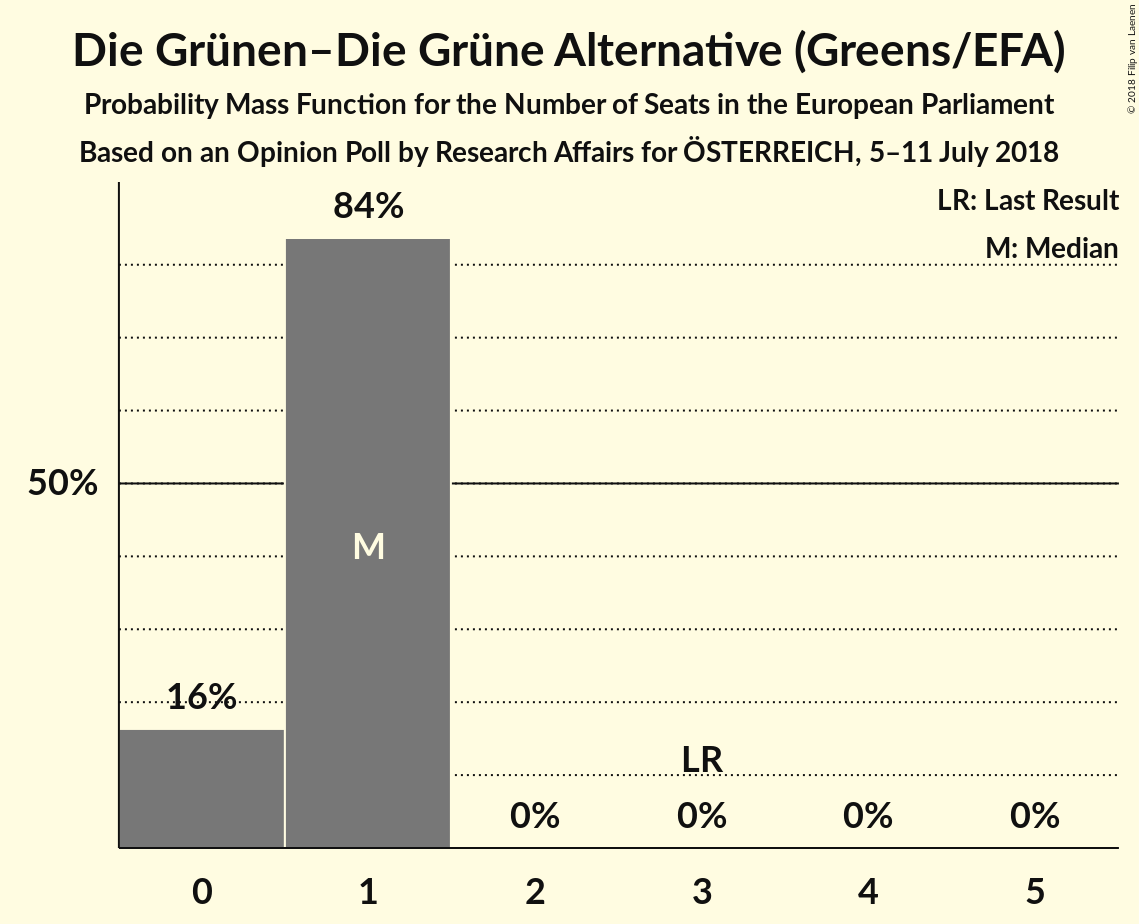 Die Grünen–Die Grüne Alternative (Greens/EFA)
Probability Mass Function for the Number of Seats in the European Parliament
Based on an Opinion Poll by Research Affairs for ÖSTERREICH, 5–11 July 2018
© 2018 Filip van Laenen
LR: Last Result
M: Median
84%
50%
M
16%
LR
0% 0% 0% 0%
0 1 2 3 4 5